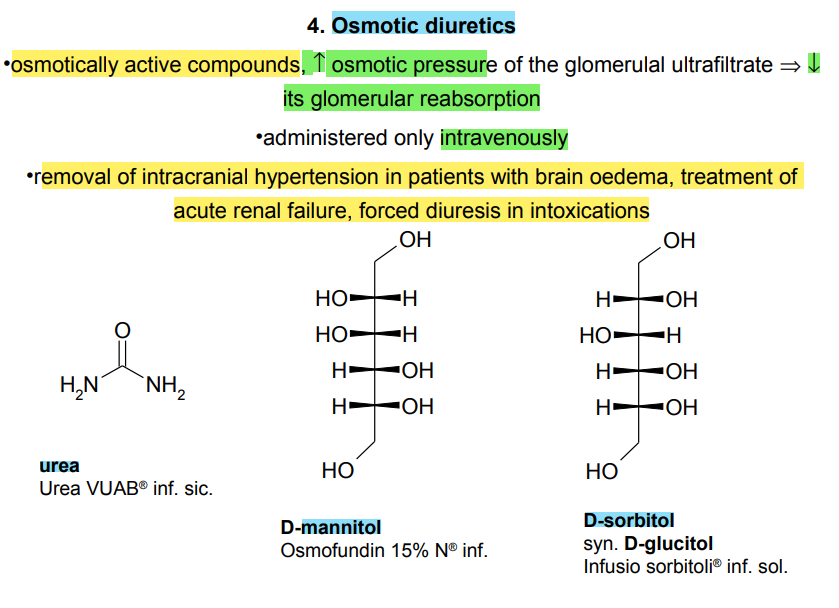 4. Osmotic diuretics
•osmotically active compounds, ↑ osmotic pressure of the glomerulal ultrafiltrate ⇒ ↓
its glomerular reabsorption
•administered only intravenously
•removal of intracranial hypertension in patients with brain oedema, treatment of
acute renal failure, forced diuresis in intoxications
O
H2N NH2
urea
Urea VUAB® inf. sic.
OH
HO H
HO H
H OH
H OH
HO
D-mannitol
Osmofundin 15% N® inf.
OH
H OH
HO H
H OH
H OH
HO
D-sorbitol
syn. D-glucitol
Infusio sorbitoli® inf. sol.